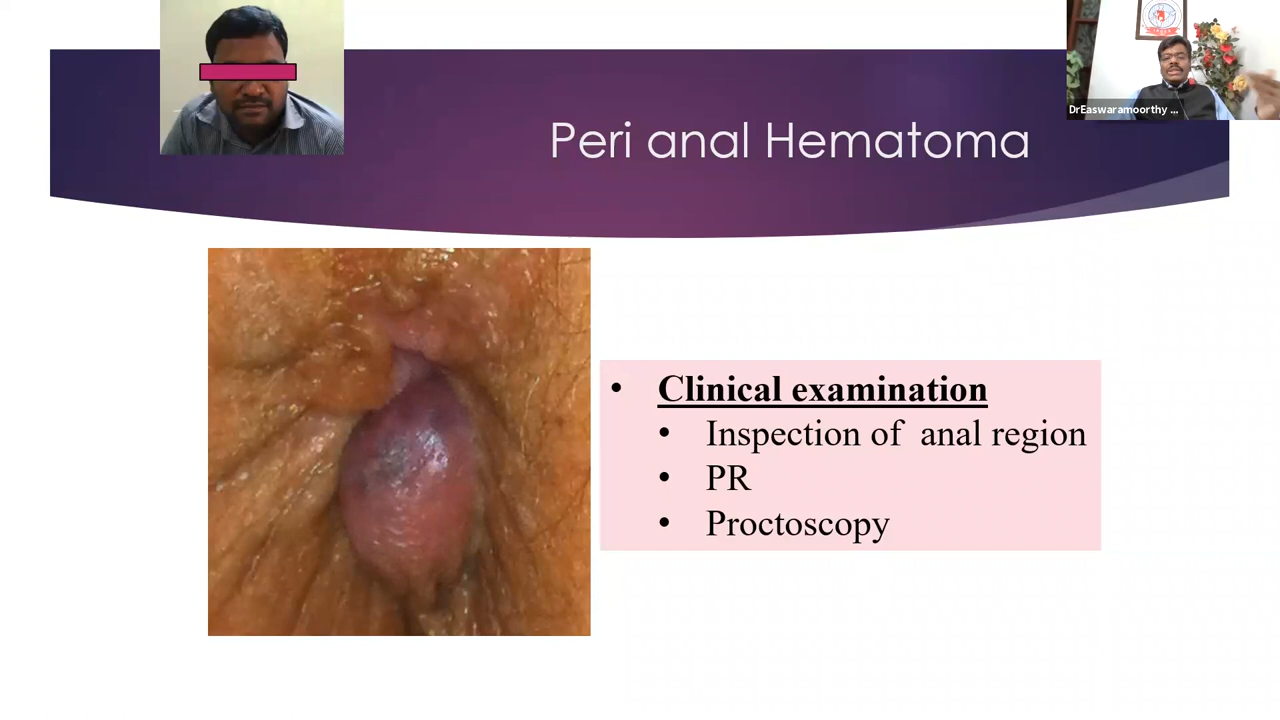 Peri anal Hematoma
DrEaswaramoorthy ...
• Clinical examination
• Inspection of anal region
• PR
• Proctoscopy